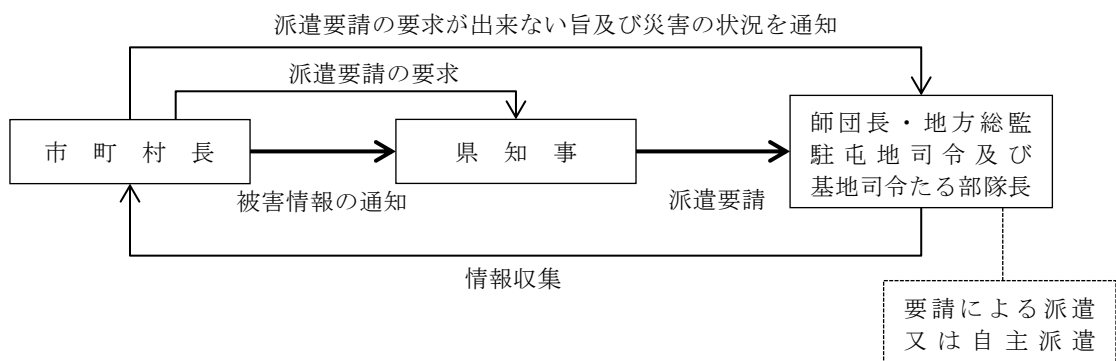 派遣要請の要求が出来ない旨及び災害の状況を通知
派遣要請の要求
市町村長
県知事
師団長・地方総監
駐屯地司令及び
基地司令たる部隊長
被害情報の通知
派遣要請
情報収集
要請による派遣
又は自主派遣